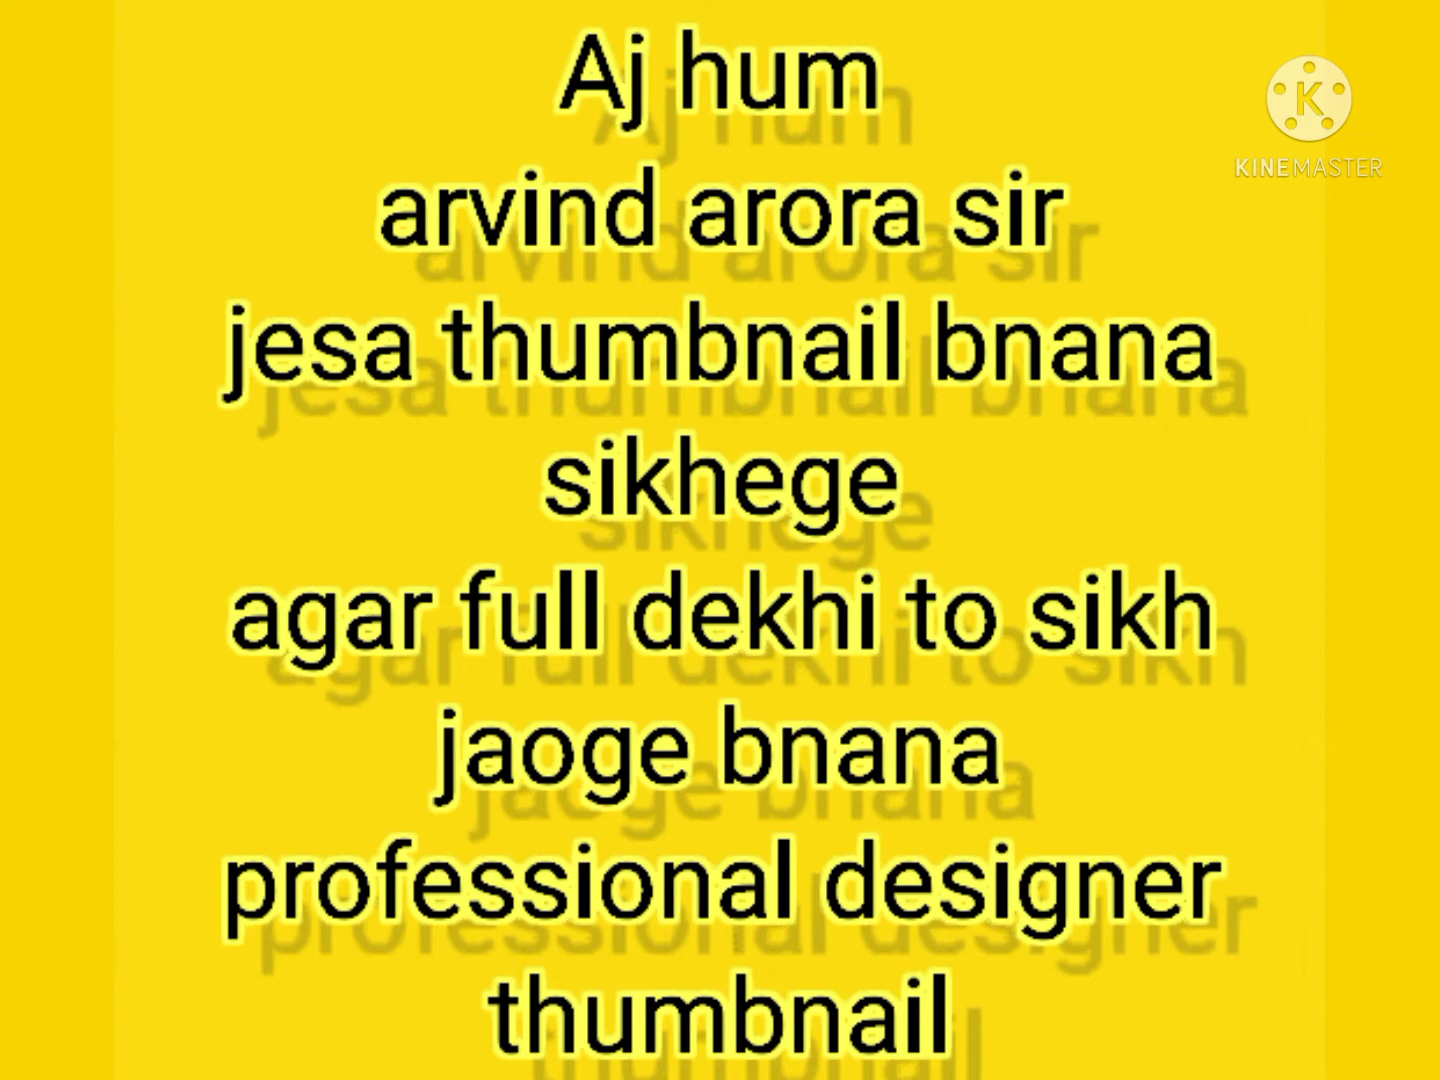 Aj hum
arvind arora sir
jesa thumbnail bnana
sikhege
agar full dekhi to sikh
jaoge bnana
professional designer
thumbnail
K
KINEMASTER